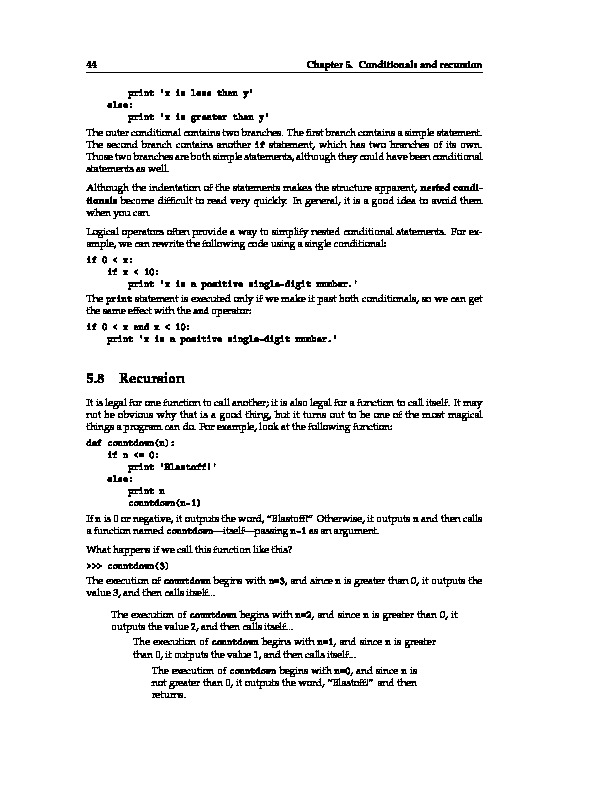 44 Chapter 5. Conditionals and recursion
print 'x is less than y'
else:
print 'x is greater than y'
The outer conditional contains two branches. The first branch contains a simple statement.
The second branch contains another if statement, which has two branches of its own.
Those two branches are both simple statements, although they could have been conditional
statements as well.
Although the indentation of the statements makes the structure apparent, nested condi-
tionals become difficult to read very quickly. In general, it is a good idea to avoid them
when you can.
Logical operators often provide a way to simplify nested conditional statements. For ex-
ample, we can rewrite the following code using a single conditional:
if 0 < x:
if x < 10:
print 'x is a positive single-digit number.'
The print statement is executed only if we make it past both conditionals, so we can get
the same effect with the and operator:
if 0 < x and x < 10:
print 'x is a positive single-digit number.'
5.8 Recursion
It is legal for one function to call another; it is also legal for a function to call itself. It may
not be obvious why that is a good thing, but it turns out to be one of the most magical
things a program can do. For example, look at the following function:
def countdown(n):
if n <= 0:
print 'Blastoff!'
else:
print n
countdown(n-1)
If n is 0 or negative, it outputs the word, “Blastoff!” Otherwise, it outputs n and then calls
a function named countdown—itself—passing n-1 as an argument.
What happens if we call this function like this?
>>> countdown(3)
The execution of countdown begins with n=3, and since n is greater than 0, it outputs the
value 3, and then calls itself...
The execution of countdown begins with n=2, and since n is greater than 0, it
outputs the value 2, and then calls itself...
The execution of countdown begins with n=1, and since n is greater
than 0, it outputs the value 1, and then calls itself...
The execution of countdown begins with n=0, and since n is
not greater than 0, it outputs the word, “Blastoff!” and then
returns.